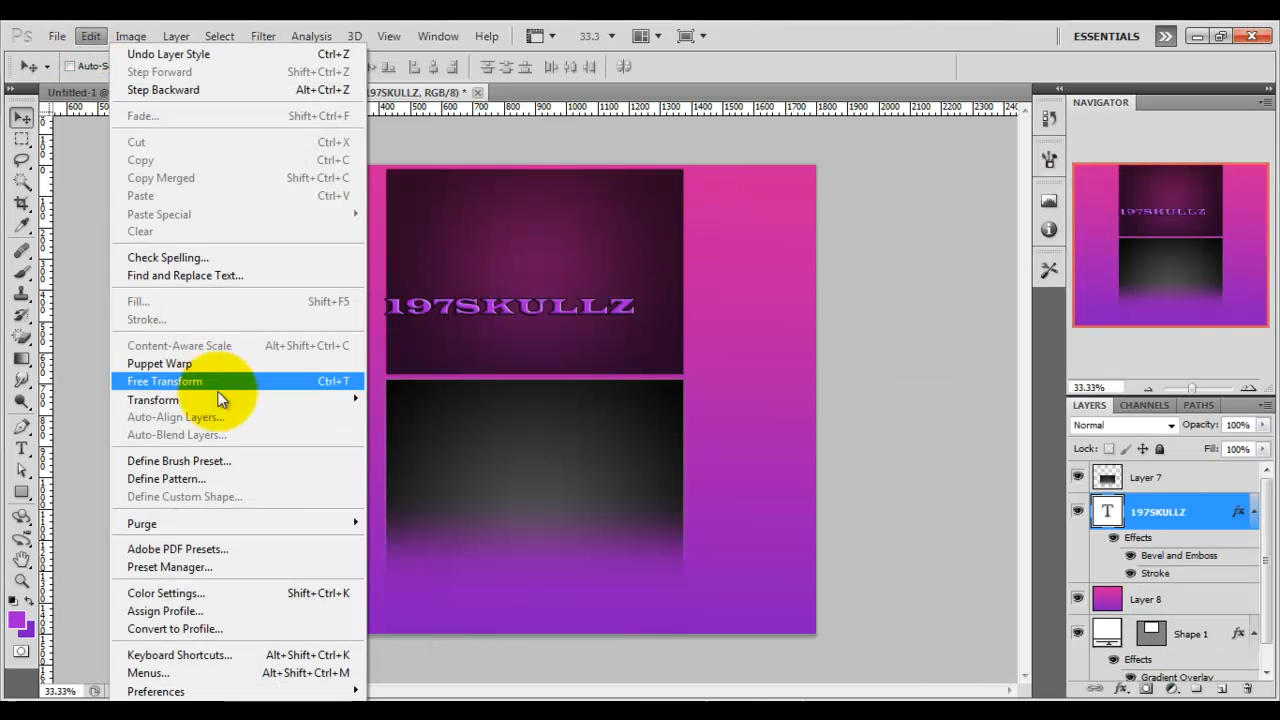 Ps File Edit Image Layer Select Filter Analysis 3D View Window Help 33.3 ESSENTIALS
Auto-S
Untitled-1 @ 197SKULLZ, RGB/8) *
Undo Layer Style Ctrl+Z
Step Forward Shift+Ctrl+Z
Step Backward Alt+Ctrl+Z
Fade... Shift+Ctrl+F
Cut Ctrl+X
Copy Ctrl+C
Copy Merged Shift+Ctrl+C
Paste Ctrl+V
Paste Special
Clear
Check Spelling...
Find and Replace Text...
Fill... Shift+F5
Stroke...
Content-Aware Scale Alt+Shift+Ctrl+C
Puppet Warp
Free Transform Ctrl+T
Transform
Auto-Align Layers...
Auto-Blend Layers...
Define Brush Preset...
Define Pattern...
Define Custom Shape...
Purge
Adobe PDF Presets...
Preset Manager...
Color Settings... Shift+Ctrl+K
Assign Profile...
Convert to Profile...
Keyboard Shortcuts... Alt+Shift+Ctrl+K
Menus... Alt+Shift+Ctrl+M
Preferences
33.33%
400 500 600 700 800 900 1000 1100 1200 1300 1400 1500 1600 1700 1800 1900 2000 2100 2200 2300
197SKULLZ
NAVIGATOR
197SKULLZ
33.33%
LAYERS CHANNELS PATHS
Normal Opacity: 100%
Lock: Fill: 100%
Layer 7
T 197SKULLZ fx
Effects
Bevel and Emboss
Stroke
Layer 8
Shape 1 fx
Effects
Gradient Overlay